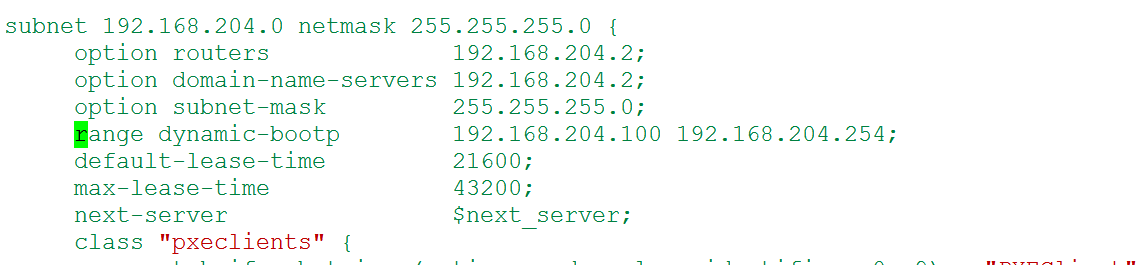 subnet 192.168.204.0 netmask 255.255.255.0 {
option routers 192.168.204.2;
option domain-name-servers 192.168.204.2;
option subnet-mask 255.255.255.0;
range dynamic-bootp 192.168.204.100 192.168.204.254;
default-lease-time 21600;
max-lease-time 43200;
next-server $next_server;
class "pxeclients" {